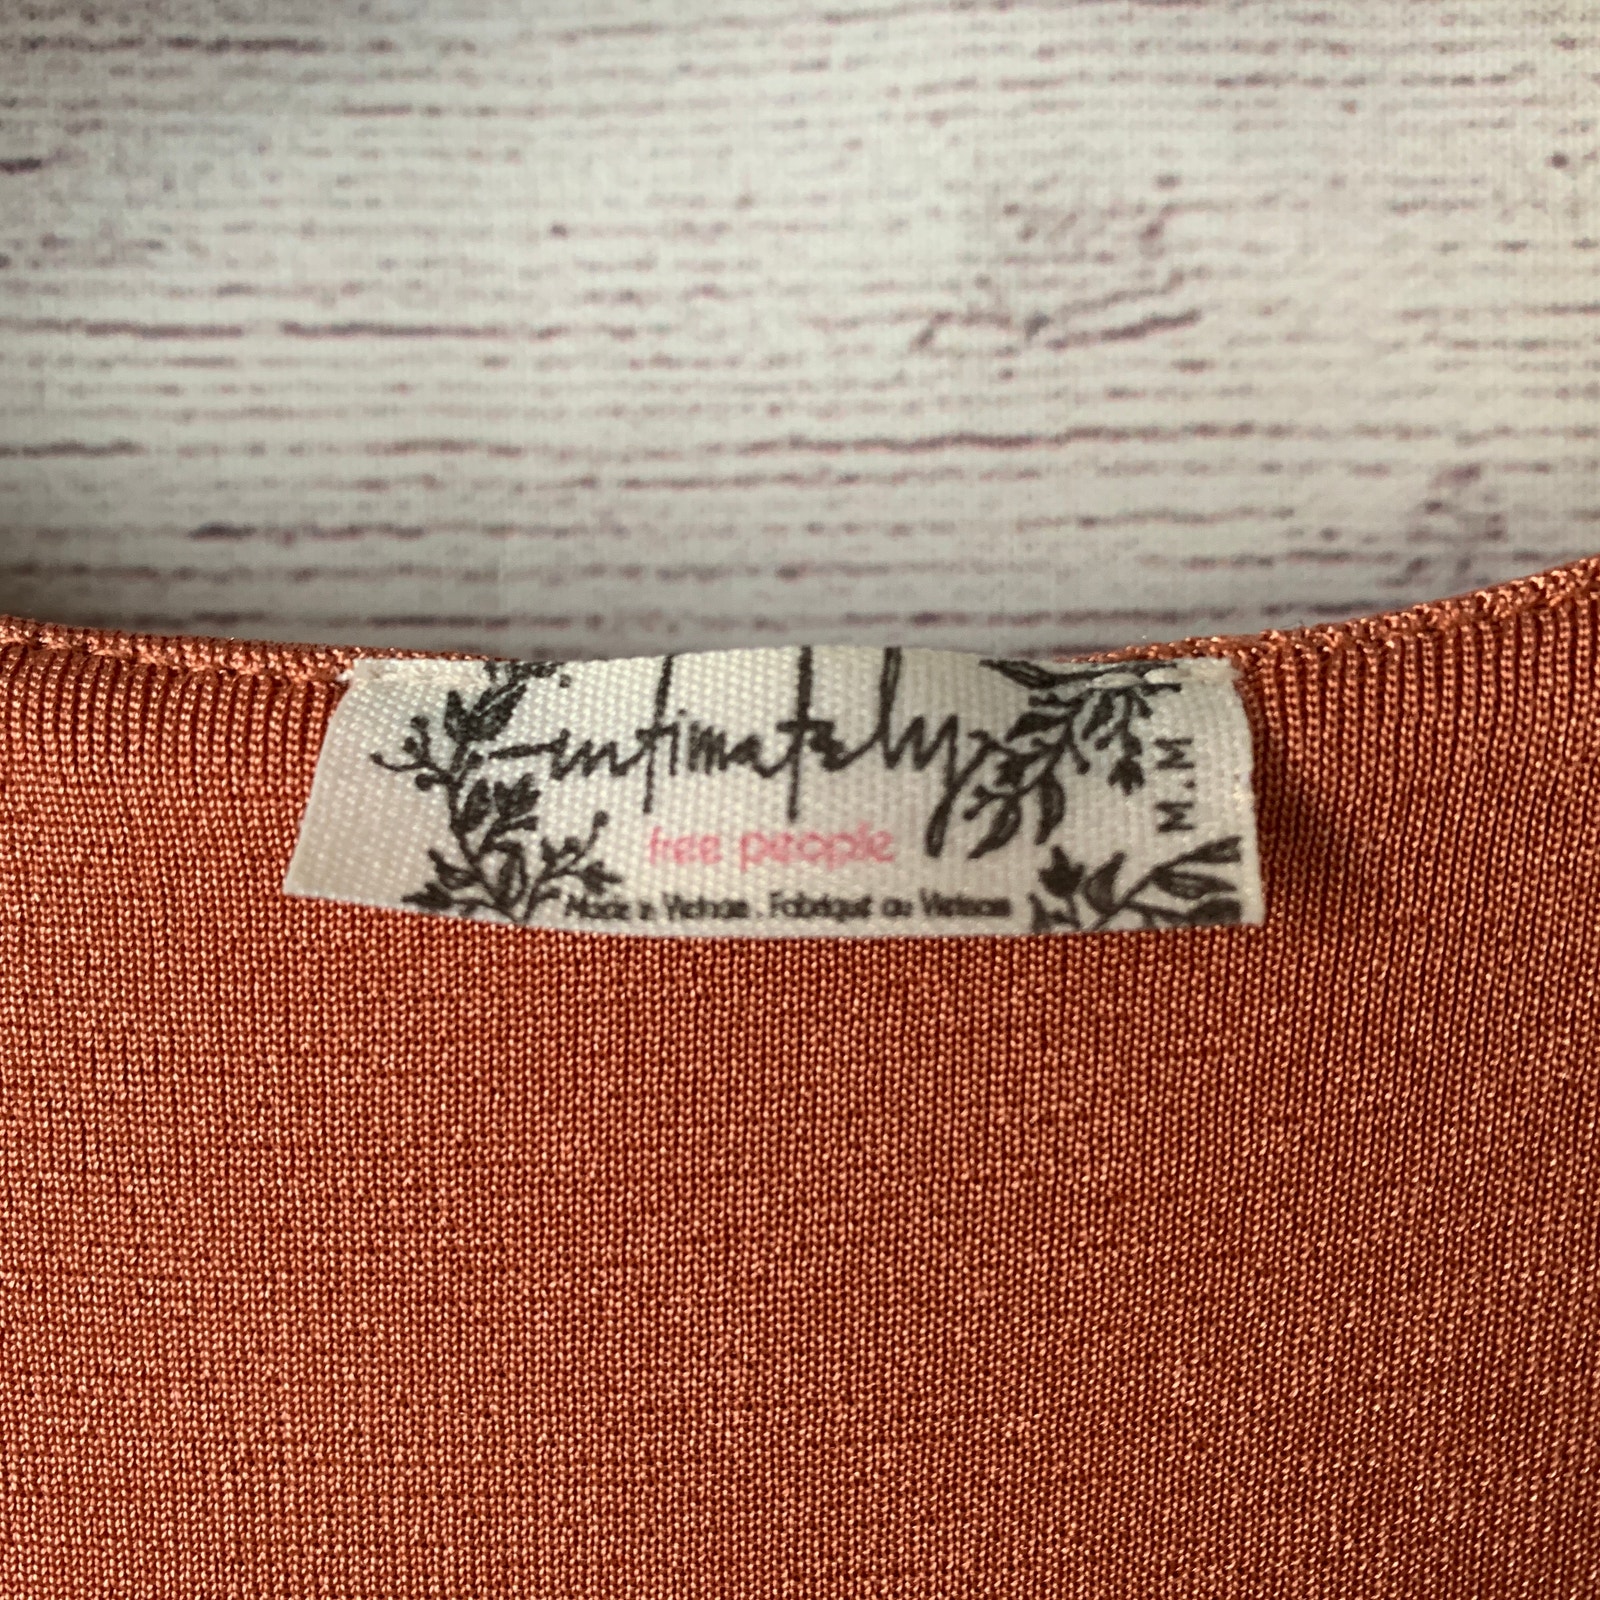 intimately
free people
Made in Vietnam . Fabriqué au Vietnam
M.M